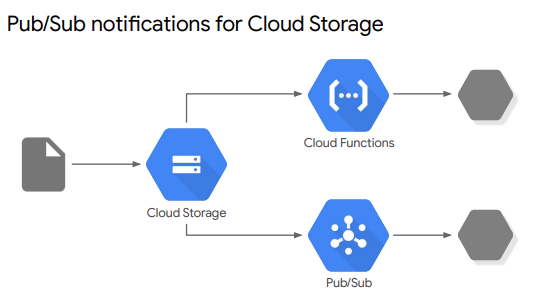 Pub/Sub notifications for Cloud Storage
Cloud Functions
Cloud Storage
Pub/Sub